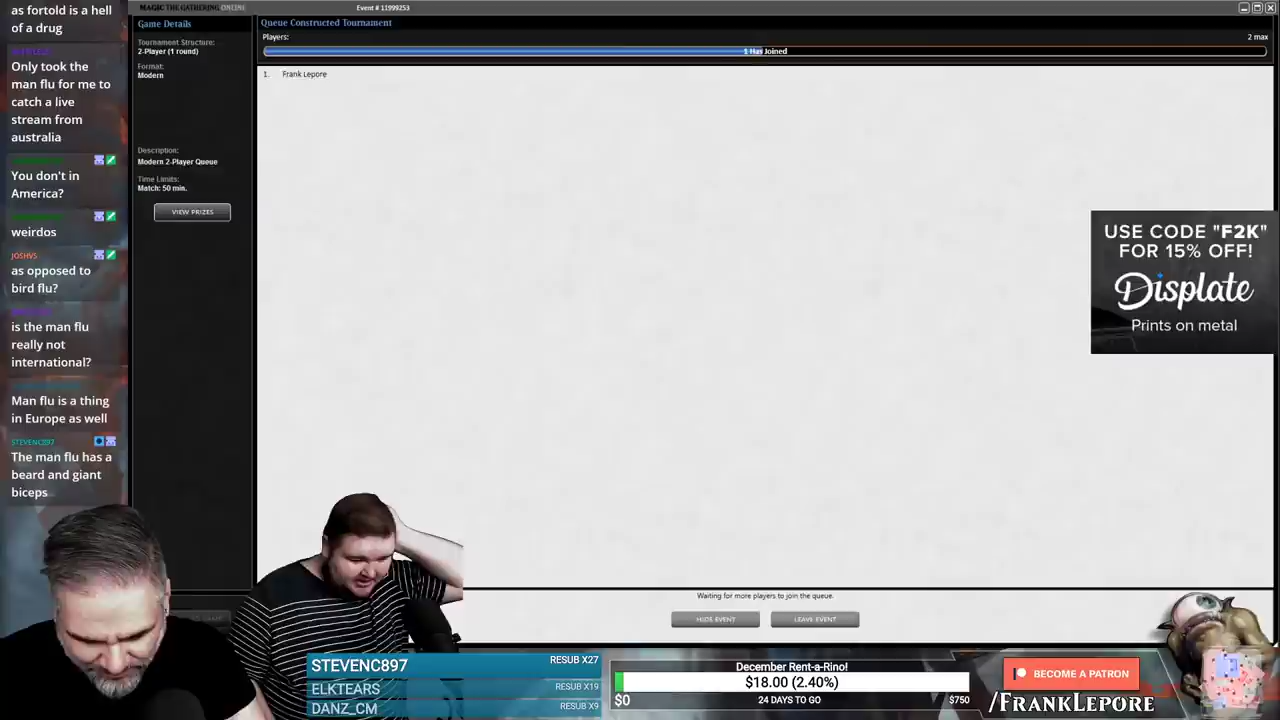 as fortold is a hell
of a drug
Only took the
man flu for me to
catch a live
stream from
australia
You don't in
America?
weirdos
JOSHVS
as opposed to
bird flu?
is the man flu
really not
international?
Man flu is a thing
in Europe as well
STEVENC897
The man flu has a
beard and giant
biceps
MAGIC THE GATHERING ONLINE
Event # 11999253
Game Details
Tournament Structure:
2-Player (1 round)
Format:
Modern
Description:
Modern 2-Player Queue
Time Limits:
Match: 50 min.
VIEW PRIZES
Queue Constructed Tournament
Players:
2 max
1 Has Joined
1. Frank Lepore
USE CODE "F2K"
FOR 15% OFF!
Displate
Prints on metal
Waiting for more players to join the queue.
HIDE EVENT
LEAVE EVENT
STEVENC897 RESUB X27
ELKTEARS RESUB X19
DANZ_CM RESUB X9
December Rent-a-Rino!
$18.00 (2.40%)
$0 24 DAYS TO GO $750
BECOME A PATRON
/FRANKLEPORE